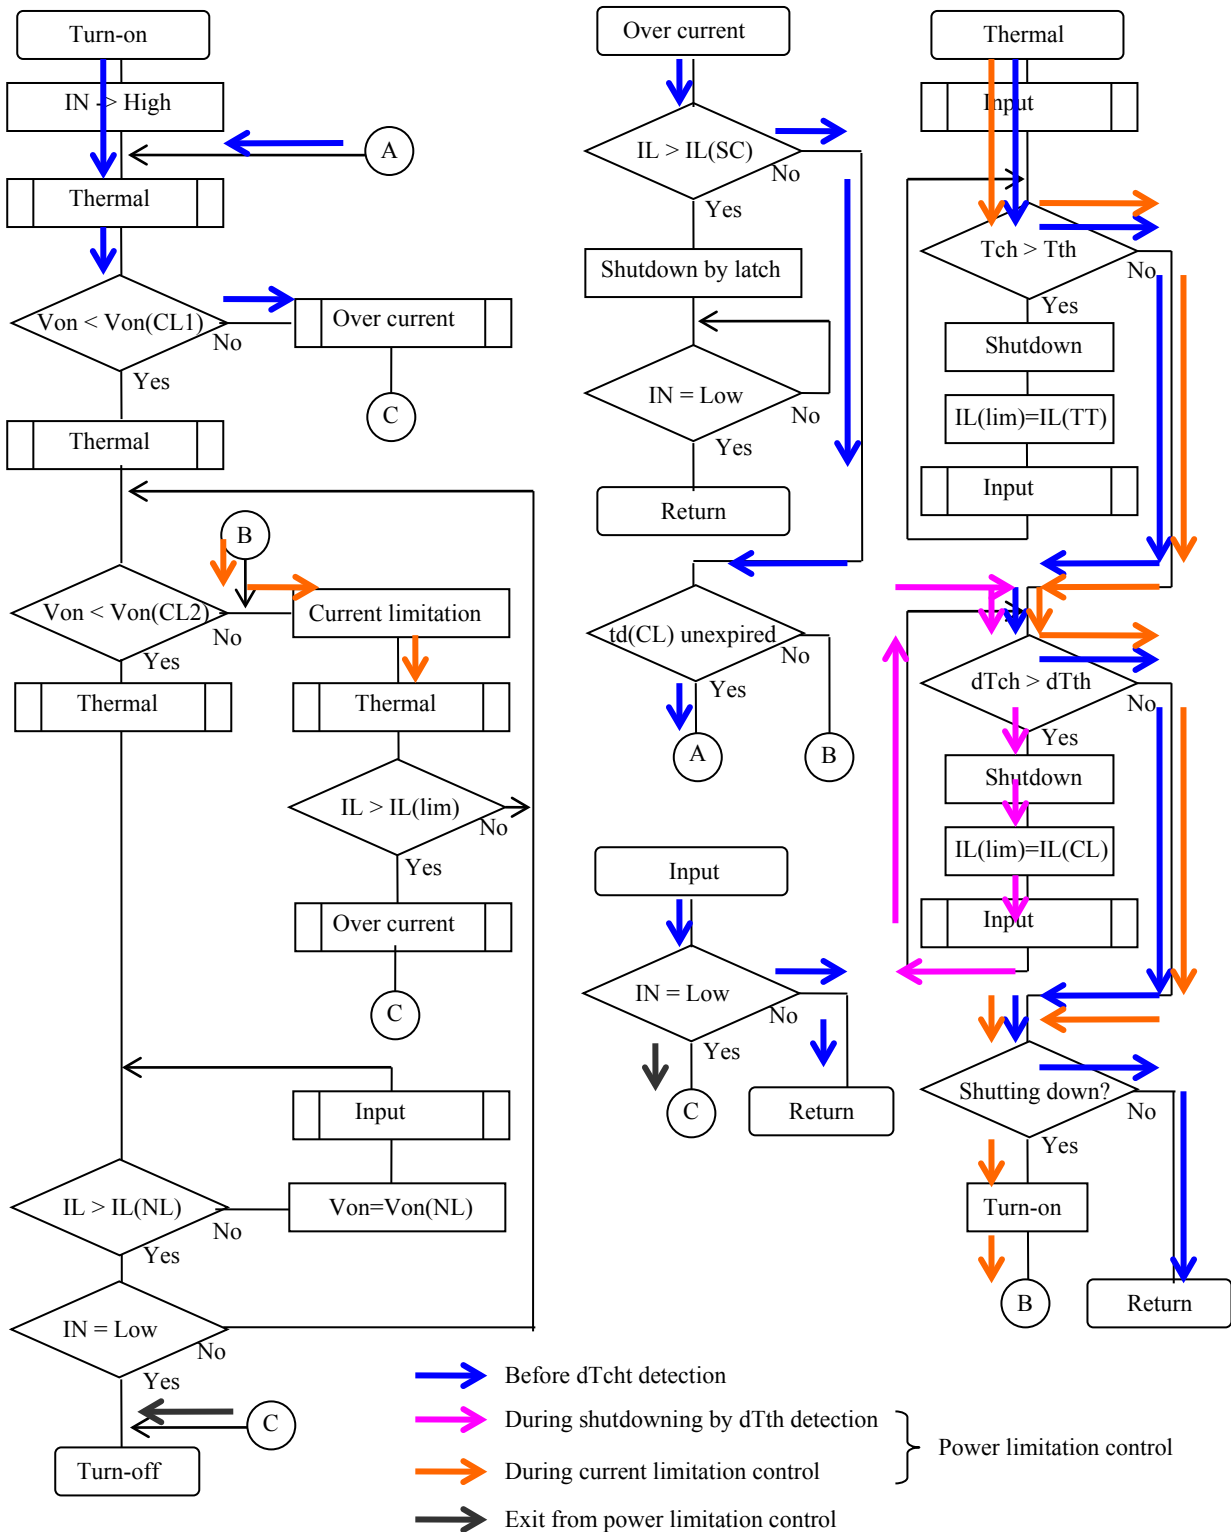 Turn-on
IN -> High
A
Thermal
Von < Von(CL1)
No
Yes
Over current
C
Thermal
B
Von < Von(CL2)
No
Yes
Current limitation
Thermal
Thermal
IL > IL(lim)
No
Yes
Over current
C
Input
Von=Von(NL)
IL > IL(NL)
No
Yes
IN = Low
No
Yes
C
Turn-off
Over current
IL > IL(SC)
No
Yes
Shutdown by latch
IN = Low
No
Yes
Return
td(CL) unexpired
No
Yes
A
B
Input
IN = Low
No
Yes
C
Return
Thermal
Input
Tch > Tth
No
Yes
Shutdown
IL(lim)=IL(TT)
Input
dTch > dTth
No
Yes
Shutdown
IL(lim)=IL(CL)
Input
Shutting down?
No
Yes
Turn-on
B
Return
Before dTcht detection
During shutdowning by dTth detection
Power limitation control
During current limitation control
Exit from power limitation control